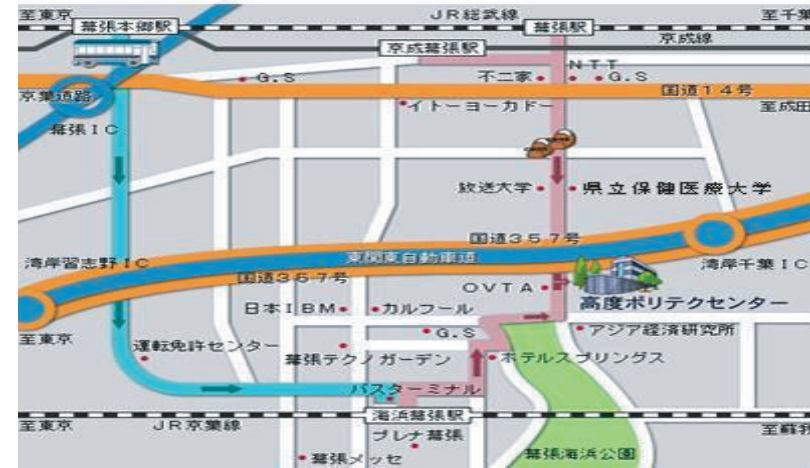 至東京
JR総武線
至千葉
幕張本郷駅
幕張駅
京成幕張駅
京成線
NTT
G.S
不二家
G.S
国道14号
京葉道路
イトーヨーカドー
至成田
幕張IC
放送大学
県立保健医療大学
国道357号
東関東自動車道
湾岸習志野IC
湾岸千葉IC
国道357号
OVTA
高度ポリテクセンター
日本IBM
カルフール
G.S
アジア経済研究所
至東京
運転免許センター
幕張テクノガーデン
ホテルスプリングス
バスターミナル
海浜幕張駅
至東京
JR京葉線
至蘇我
プレナ幕張
幕張メッセ
幕張海浜公園